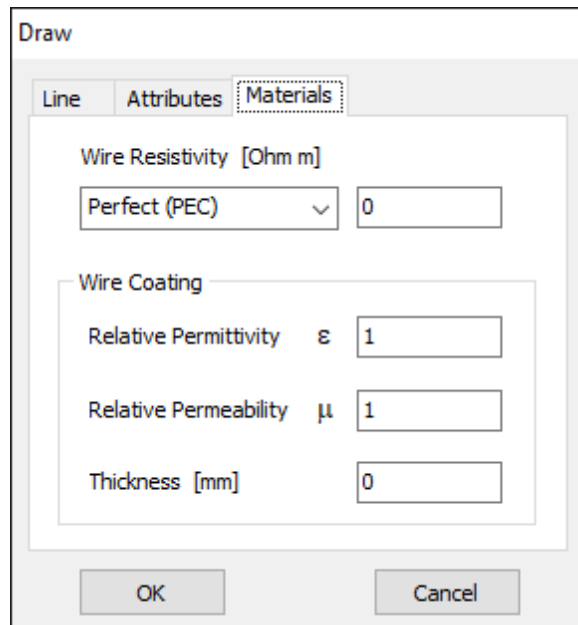 Draw
Line Attributes Materials
Wire Resistivity [Ohm m]
Perfect (PEC) 0
Wire Coating
Relative Permittivity ε 1
Relative Permeability μ 1
Thickness [mm] 0
OK Cancel